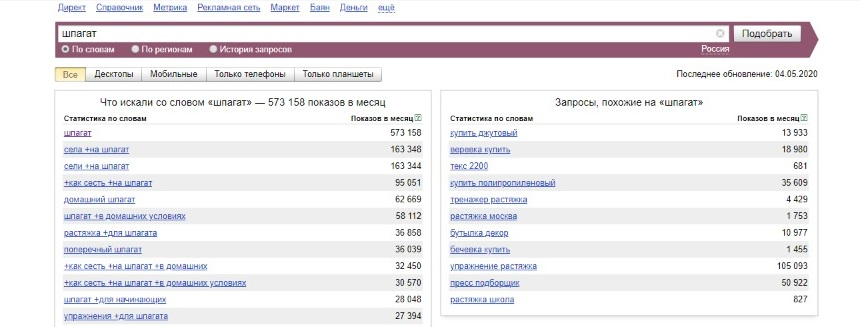 Директ Справочник Метрика Рекламная сеть Маркет Баян Деньги ещё
шпагат Подобрать
По словам По регионам История запросов Россия
Все Десктопы Мобильные Только телефоны Только планшеты Последнее обновление: 04.05.2020
Что искали со словом «шпагат» — 573 158 показов в месяц
Статистика по словам Показов в месяц
шпагат 573 158
села +на шпагат 163 348
сели +на шпагат 163 344
+как сесть +на шпагат 95 051
домашний шпагат 62 669
шпагат +в домашних условиях 58 112
растяжка +для шпагата 36 858
поперечный шпагат 36 039
+как сесть +на шпагат +в домашних 32 450
+как сесть +на шпагат +в домашних условиях 30 570
шпагат +для начинающих 28 048
упражнения +для шпагата 27 394
Запросы, похожие на «шпагат»
Статистика по словам Показов в месяц
купить джутовый 13 933
веревка купить 18 980
текс 2200 681
купить полипропиленовый 35 609
тренажер растяжка 4 429
растяжка москва 1 753
бутылка декор 10 977
бечевка купить 1 455
упражнение растяжка 105 093
пресс подборщик 50 922
растяжка школа 827